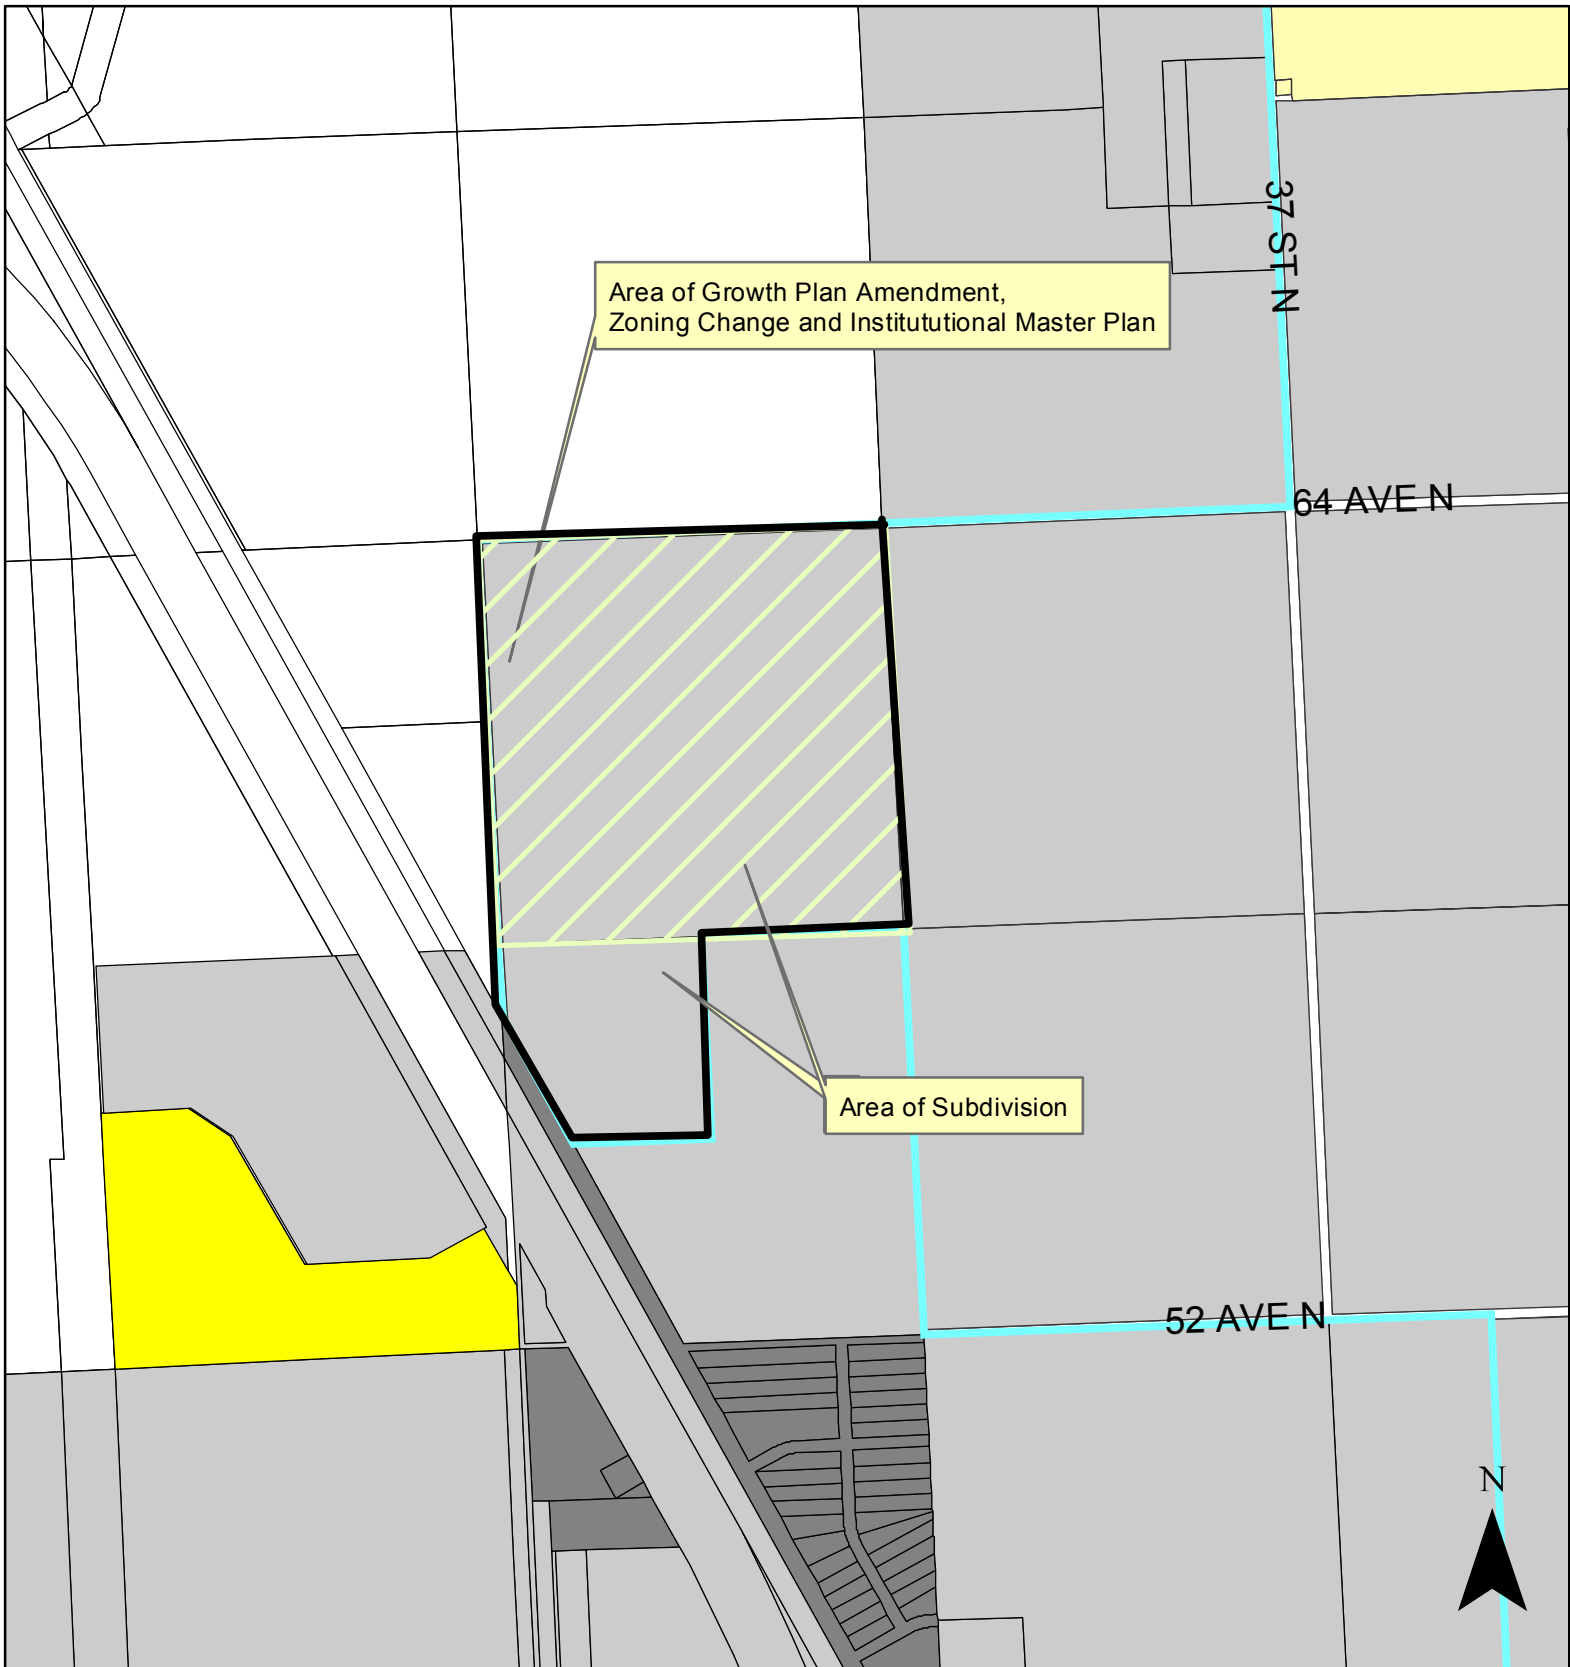 37 ST N
Area of Growth Plan Amendment,
Zoning Change and Institututional Master Plan
64 AVE N
Area of Subdivision
52 AVE N
N